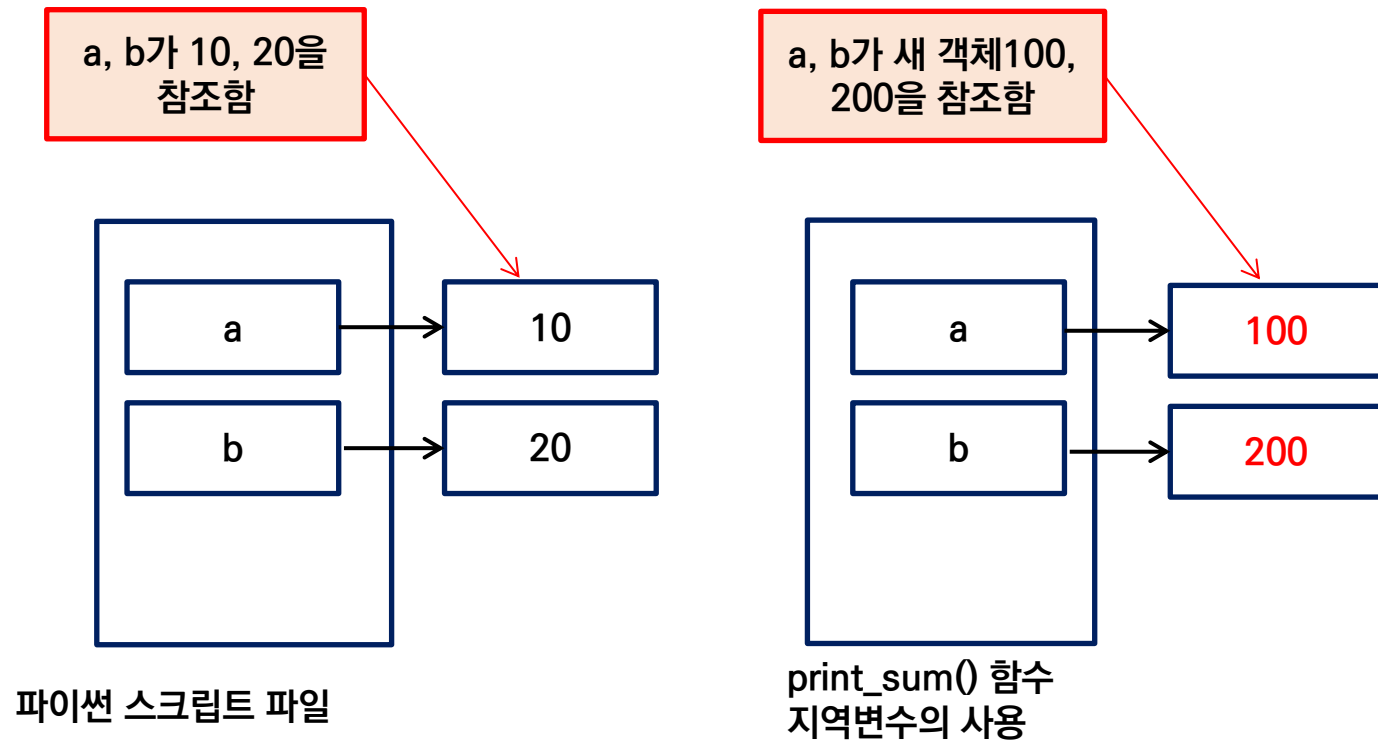 a, b가 10, 20을
참조함
a
10
b
20
파이썬 스크립트 파일
a, b가 새 객체100,
200을 참조함
a
100
b
200
print_sum() 함수
지역변수의 사용